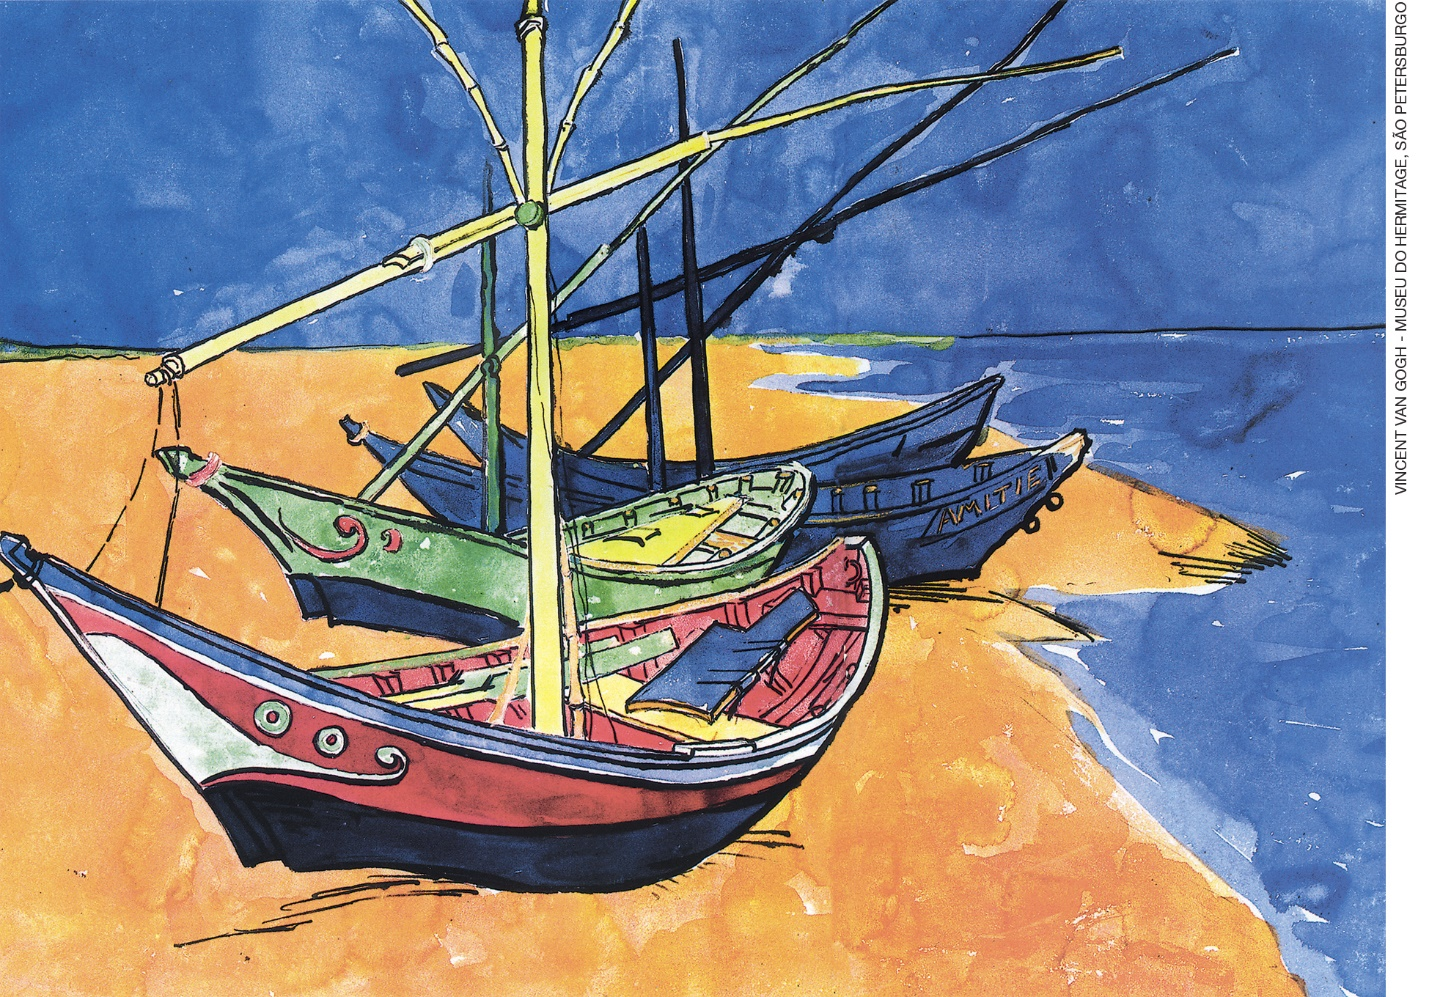 AMITIE
VINCENT VAN GOGH - MUSEU DO HERMITAGE, SÃO PETERSBURGO